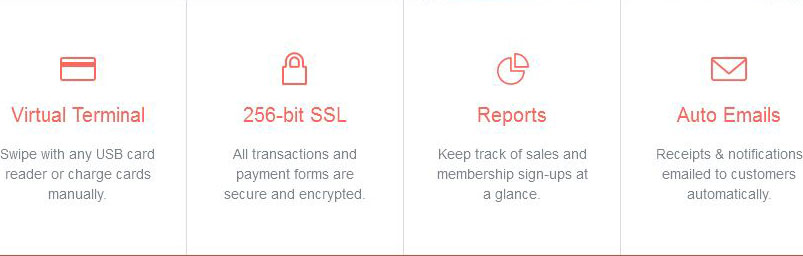 Virtual Terminal
Swipe with any USB card
reader or charge cards
manually.
256-bit SSL
All transactions and
payment forms are
secure and encrypted.
Reports
Keep track of sales and
membership sign-ups at
a glance.
Auto Emails
Receipts & notifications
emailed to customers
automatically.